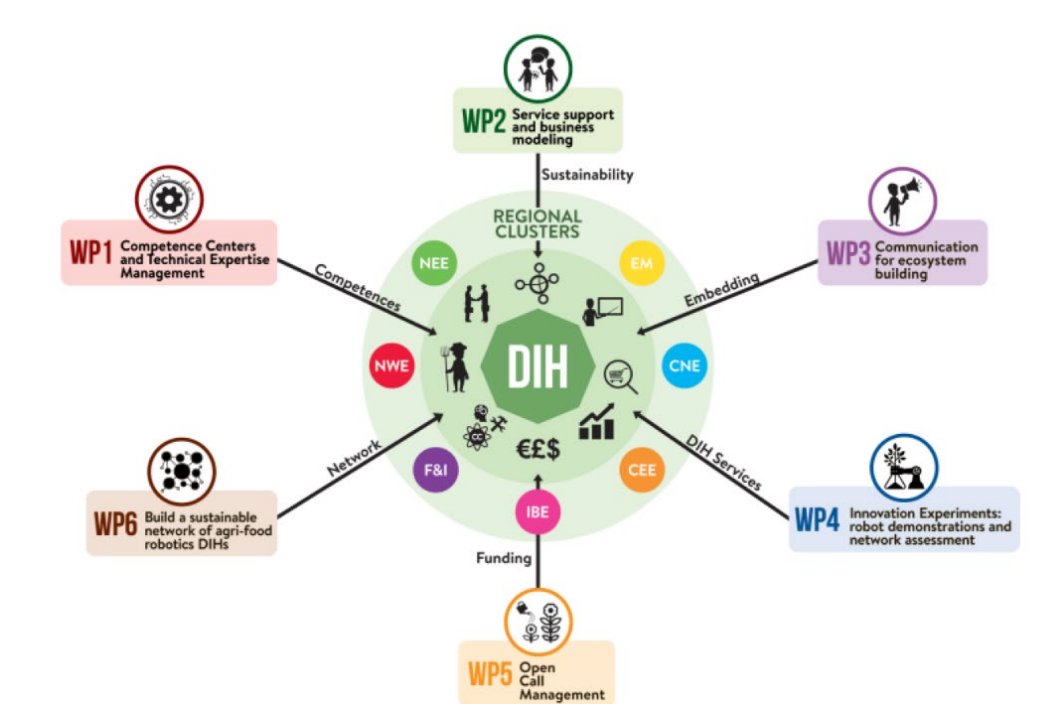 WP2 Service support
and business
modeling
Sustainability
WP1 Competence Centers
and Technical Expertise
Management
Competences
WP3 Communication
for ecosystem
building
Embedding
REGIONAL
CLUSTERS
NEE
EM
NWE
DIH
CNE
F&I
€£$
CEE
IBE
Network
DIH Services
WP6 Build a sustainable
network of agri-food
robotics DIHs
WP4 Innovation Experiments:
robot demonstrations and
network assessment
Funding
WP5 Open
Call
Management